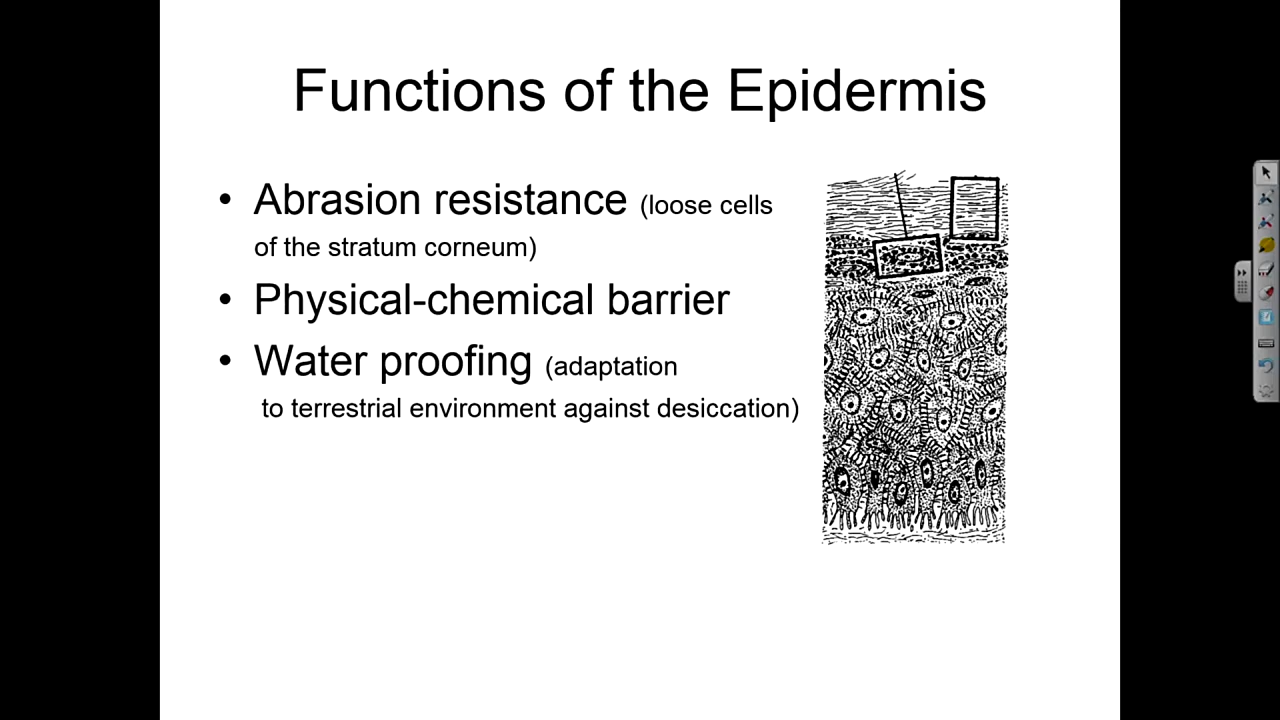 Functions of the Epidermis
• Abrasion resistance (loose cells
of the stratum corneum)
• Physical-chemical barrier
• Water proofing (adaptation
to terrestrial environment against desiccation)